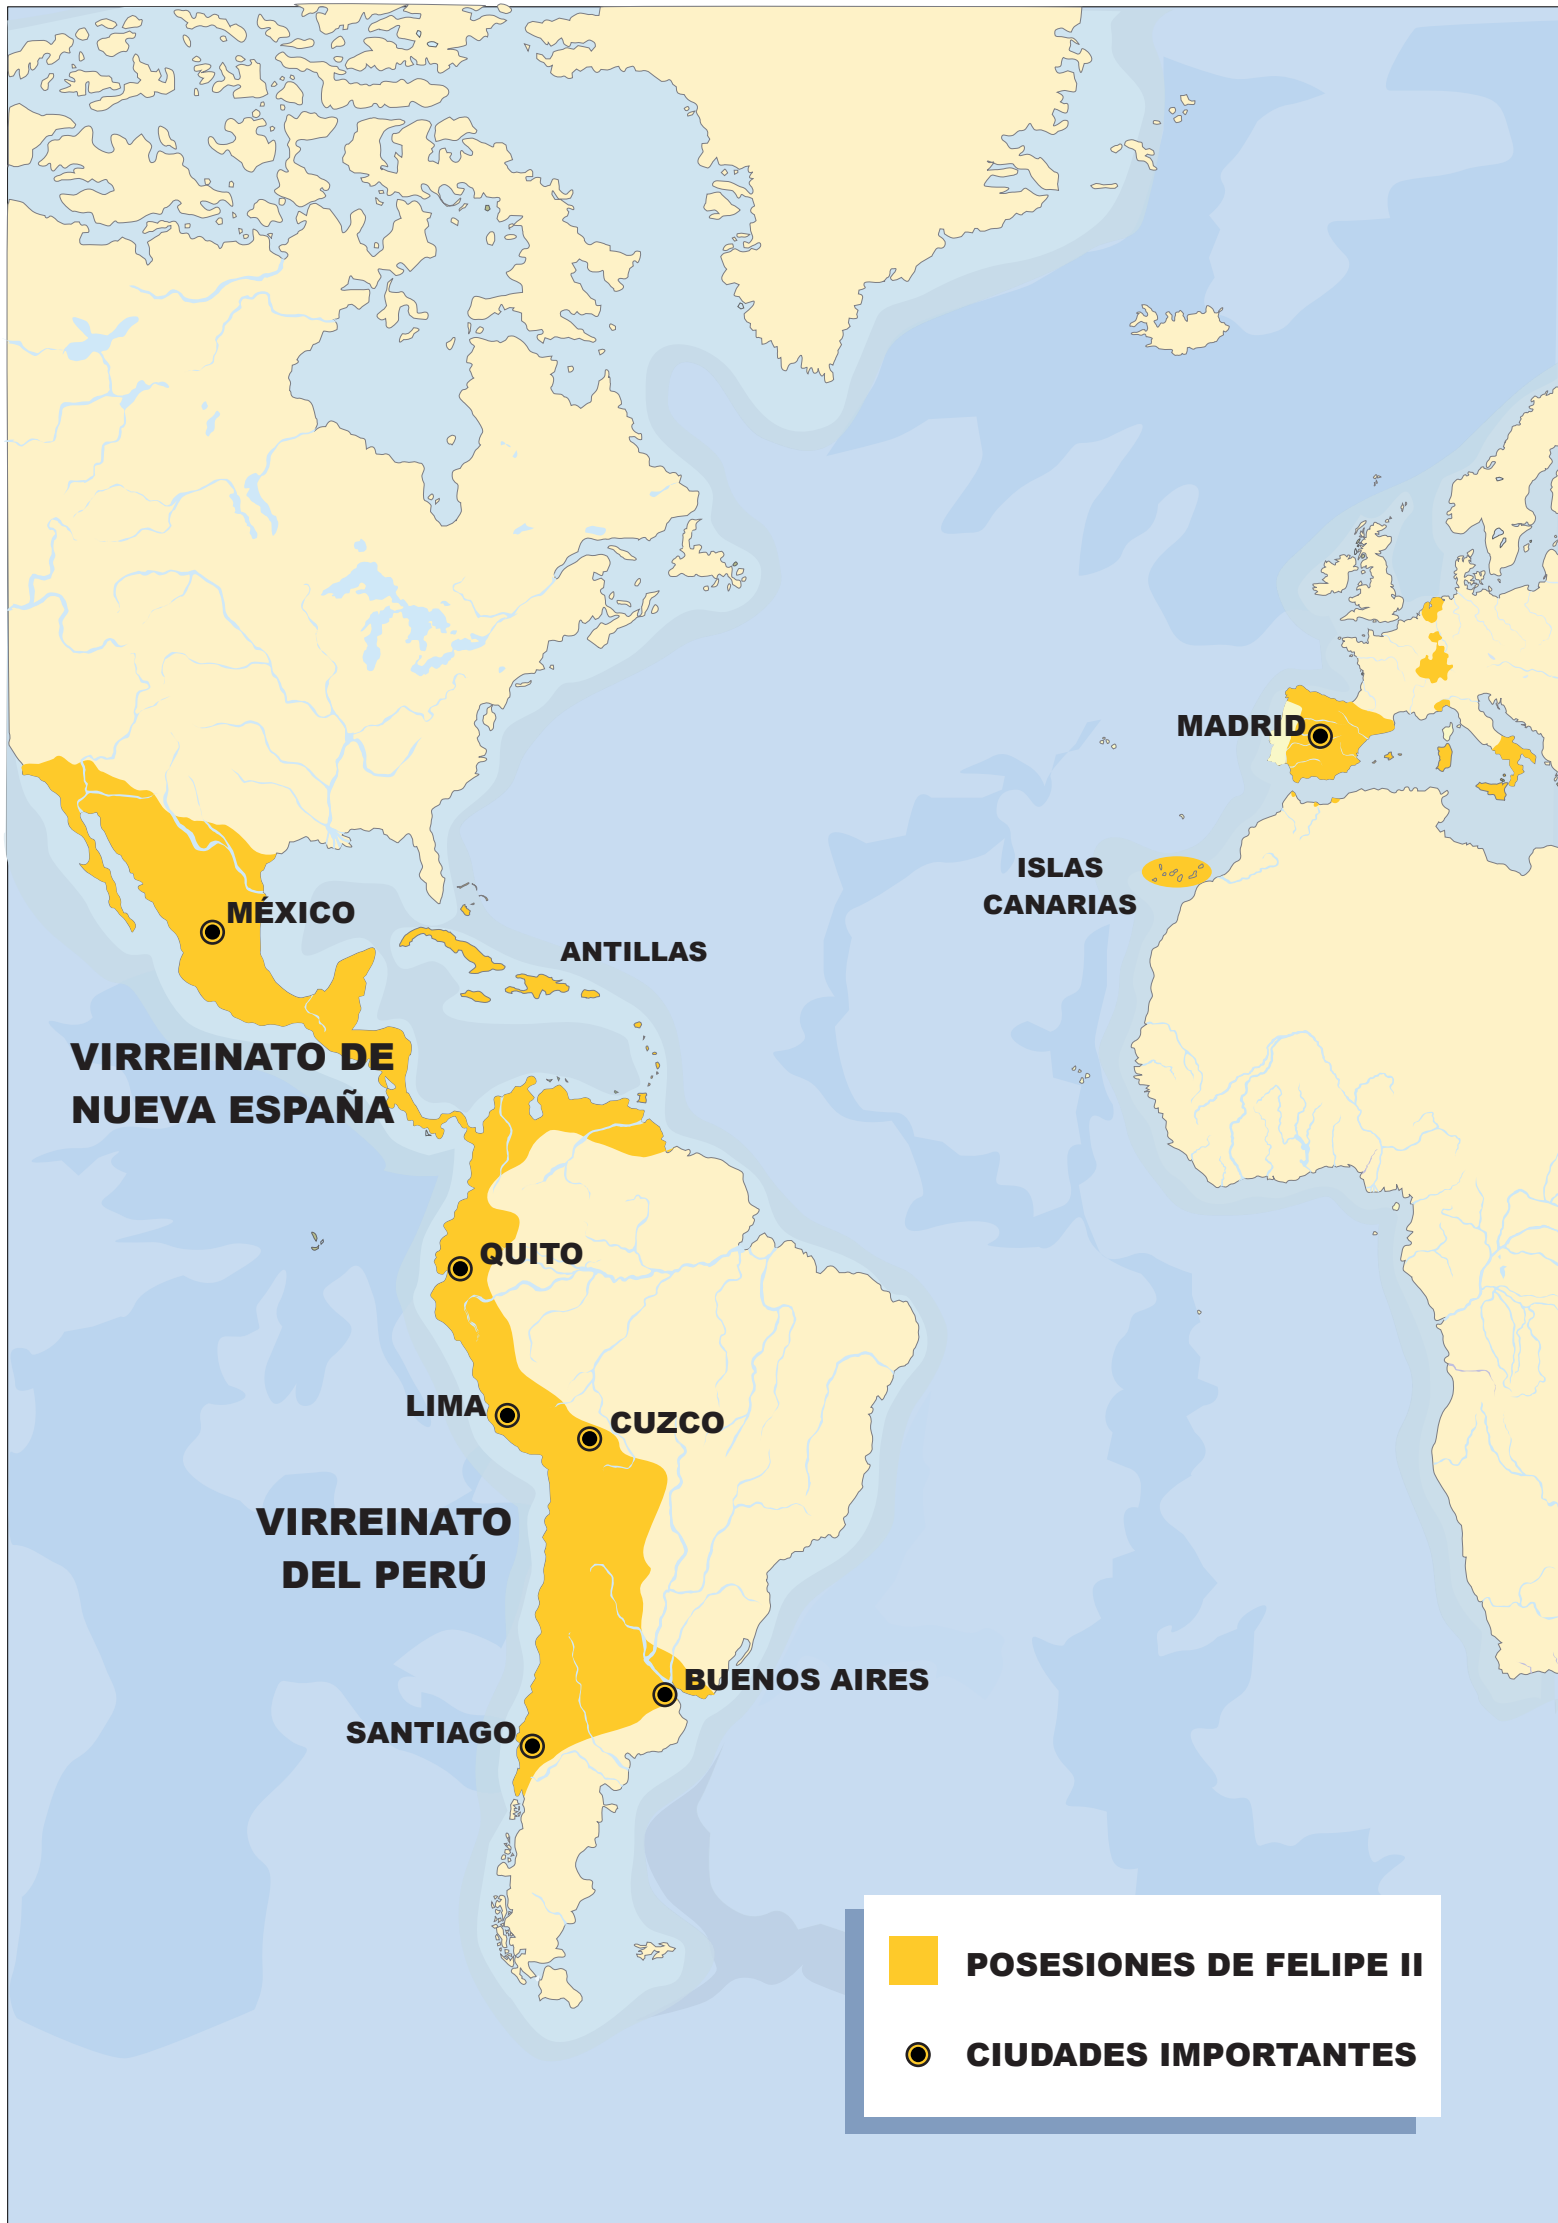 MADRID
ISLAS
CANARIAS
MÉXICO
ANTILLAS
VIRREINATO DE
NUEVA ESPAÑA
QUITO
LIMA
CUZCO
VIRREINATO
DEL PERÚ
BUENOS AIRES
SANTIAGO
POSESIONES DE FELIPE II
CIUDADES IMPORTANTES